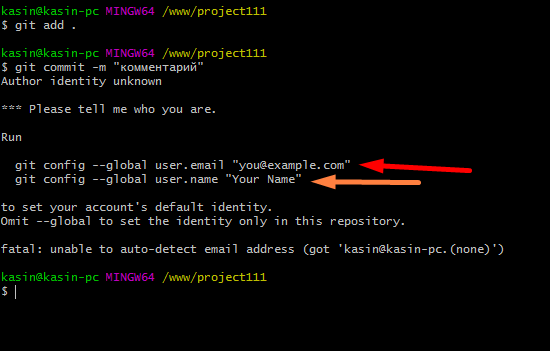 kasin@kasin-pc MINGW64 /www/project111
$ git add .
kasin@kasin-pc MINGW64 /www/project111
$ git commit -m "комментарий"
Author identity unknown
*** Please tell me who you are.
Run
git config --global user.email "you@example.com"
git config --global user.name "Your Name"
to set your account's default identity.
Omit --global to set the identity only in this repository.
fatal: unable to auto-detect email address (got 'kasin@kasin-pc.(none)')
kasin@kasin-pc MINGW64 /www/project111
$